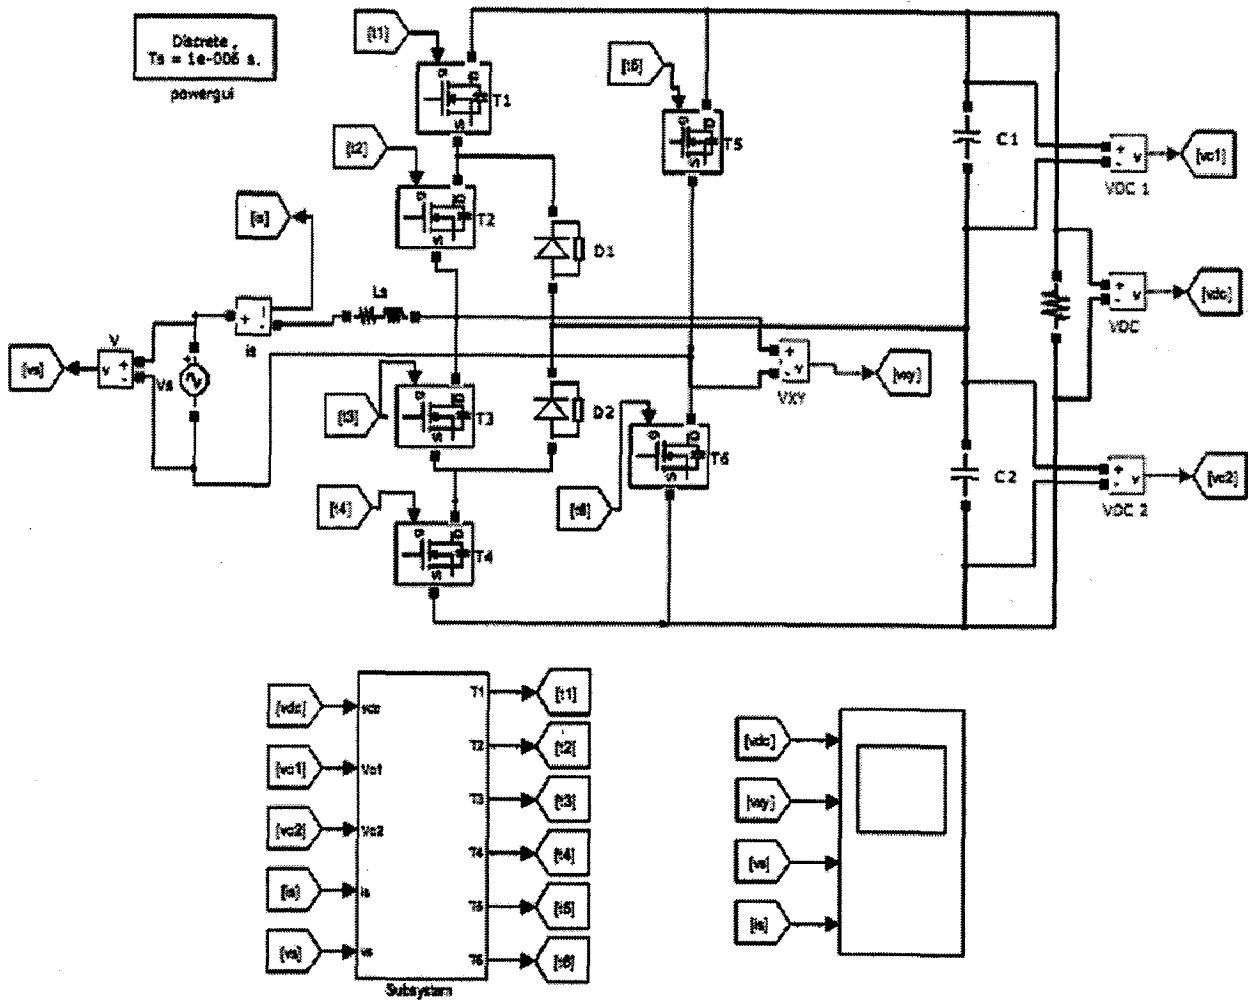 Discrete,
Ts = 1e-006 s.
powergui
[t1]
g
D
S
T1
[t5]
g
D
S
T5
[t2]
g
D
S
T2
[is]
D1
C1
+
-
v
VDC 1
[vc1]
+
-
v
VDC
[vdc]
Ls
+
i
-
is
[vs]
V
v
+
-
Vs
+
-
v
VXY
[vxy]
[t3]
g
D
S
T3
D2
g
D
S
T6
[t6]
C2
+
-
v
VDC 2
[vc2]
[t4]
g
D
S
T4
[vdc]
T1
[t1]
[vc1]
Vc1
T2
[t2]
[vc2]
Vc2
T3
[t3]
T4
[t4]
[is]
is
T5
[t5]
[vs]
vs
T6
[t6]
Subsystem
[vdc]
[vxy]
[vs]
[is]